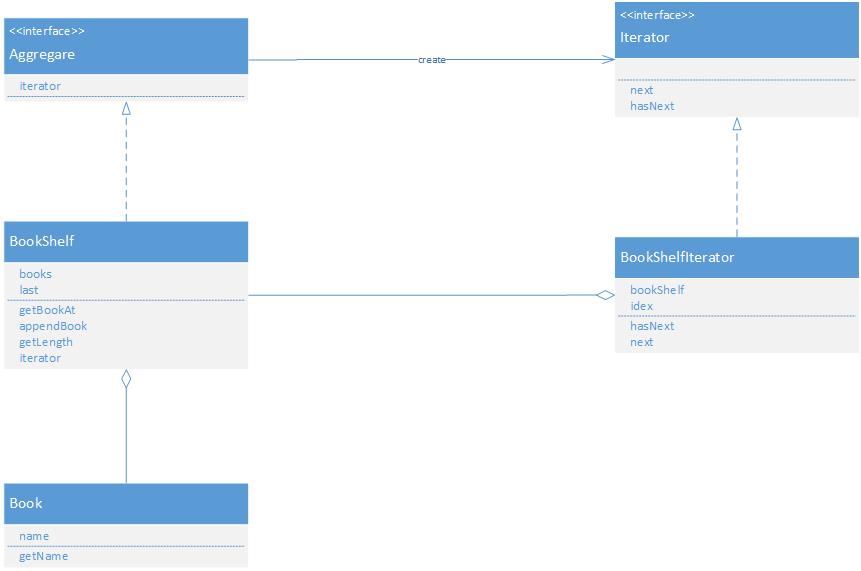 <<interface>>
Aggregare
iterator
create
<<interface>>
Iterator
next
hasNext
BookShelf
books
last
getBookAt
appendBook
getLength
iterator
BookShelfIterator
bookShelf
idex
hasNext
next
Book
name
getName